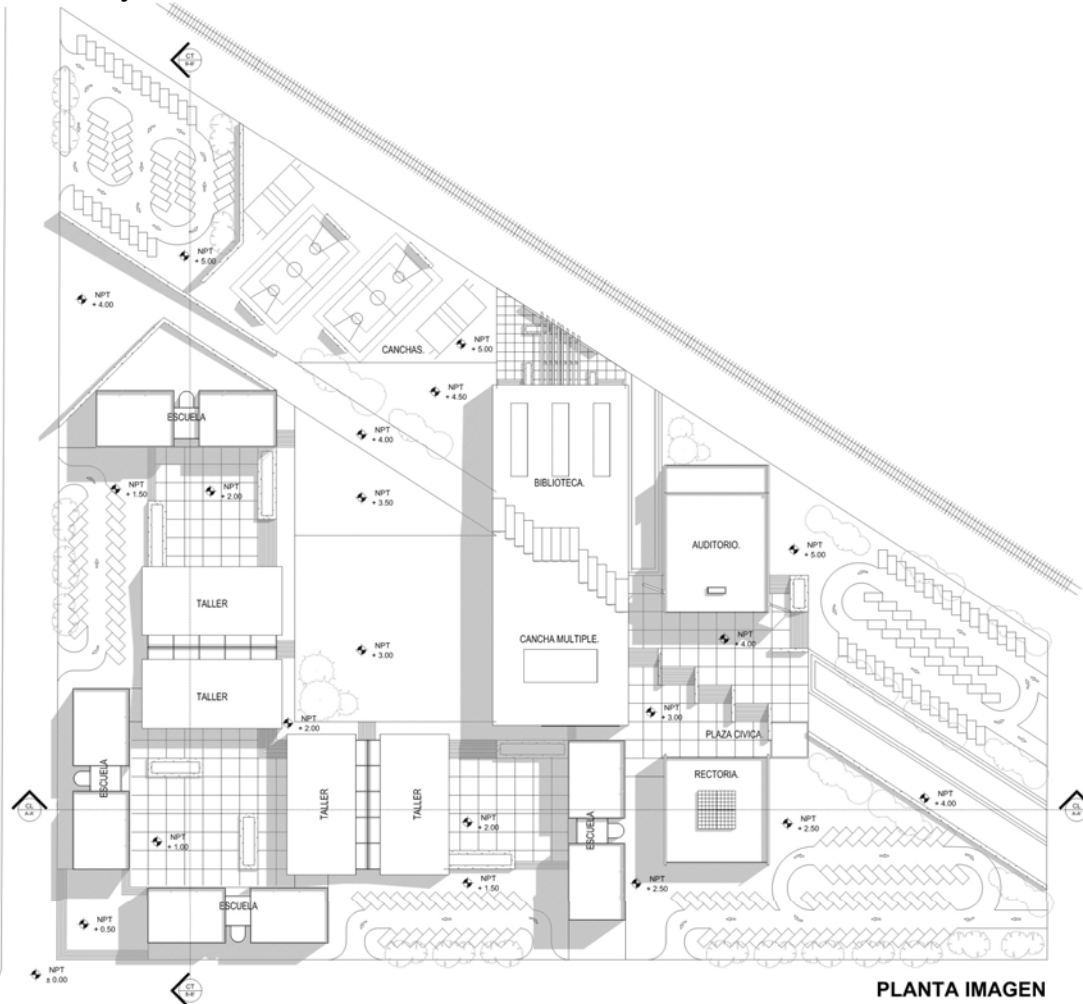 CT
B-B'
NPT
+ 5.00
NPT
+ 4.00
CANCHAS.
NPT
+ 5.00
NPT
+ 4.50
ESCUELA
NPT
+ 4.00
BIBLIOTECA.
NPT
+ 1.50
NPT
+ 2.00
NPT
+ 3.50
AUDITORIO.
NPT
+ 5.00
TALLER
CANCHA MULTIPLE.
NPT
+ 4.00
NPT
+ 3.00
TALLER
NPT
+ 3.00
NPT
+ 2.00
PLAZA CIVICA.
ESCUELA
RECTORIA.
TALLER
TALLER
CL
A-A'
NPT
+ 4.00
CL
A-A'
NPT
+ 1.00
NPT
+ 2.00
ESCUELA
NPT
+ 2.50
NPT
+ 1.50
NPT
+ 2.50
ESCUELA
NPT
+ 0.50
NPT
± 0.00
CT
B-B'
PLANTA IMAGEN